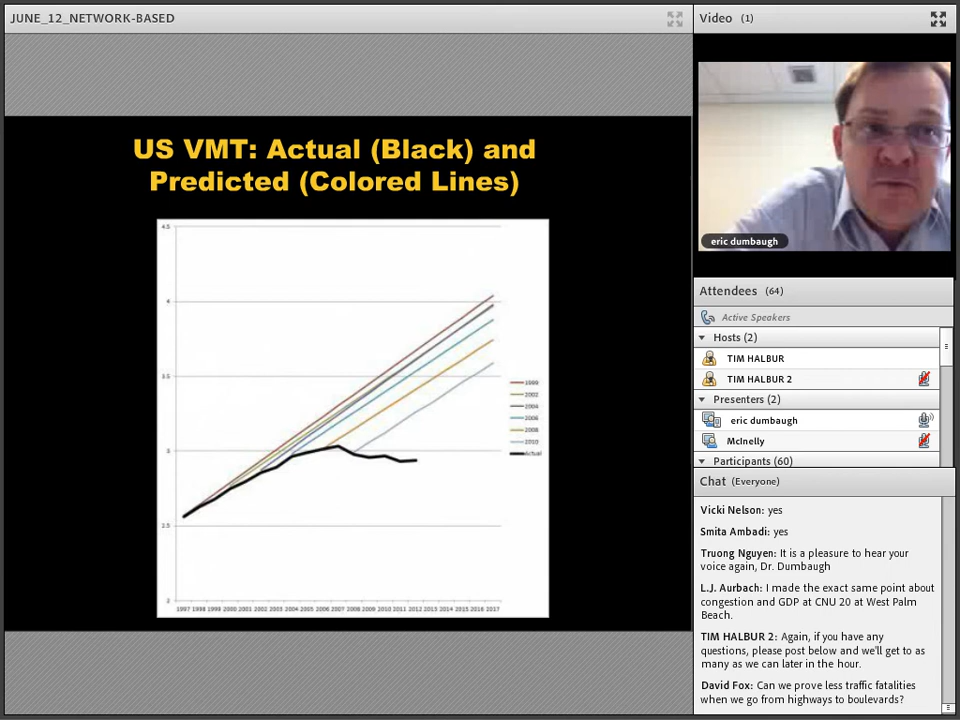 JUNE_12_NETWORK-BASED
US VMT: Actual (Black) and
Predicted (Colored Lines)
4.5
4
3.5
3
2.5
2
1997 1998 1999 2000 2001 2002 2003 2004 2005 2006 2007 2008 2009 2010 2011 2012 2013 2014 2015 2016 2017
1999
2002
2004
2006
2008
2010
Actual
Video (1)
eric dumbaugh
Attendees (64)
Active Speakers
Hosts (2)
TIM HALBUR
TIM HALBUR 2
Presenters (2)
eric dumbaugh
McInelly
Participants (60)
Chat (Everyone)
Vicki Nelson: yes
Smita Ambadi: yes
Truong Nguyen: It is a pleasure to hear your
voice again, Dr. Dumbaugh
L.J. Aurbach: I made the exact same point about
congestion and GDP at CNU 20 at West Palm
Beach.
TIM HALBUR 2: Again, if you have any
questions, please post below and we'll get to as
many as we can later in the hour.
David Fox: Can we prove less traffic fatalities
when we go from highways to boulevards?